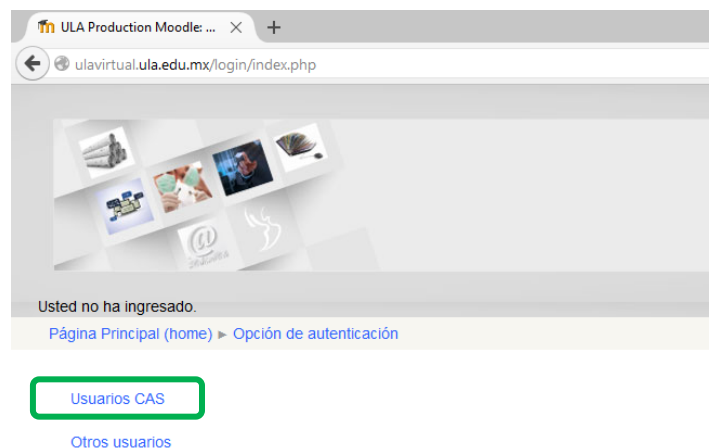 ULA Production Moodle: ...
ulavirtual.ula.edu.mx/login/index.php
@
Usted no ha ingresado.
Página Principal (home) ► Opción de autenticación
Usuarios CAS
Otros usuarios